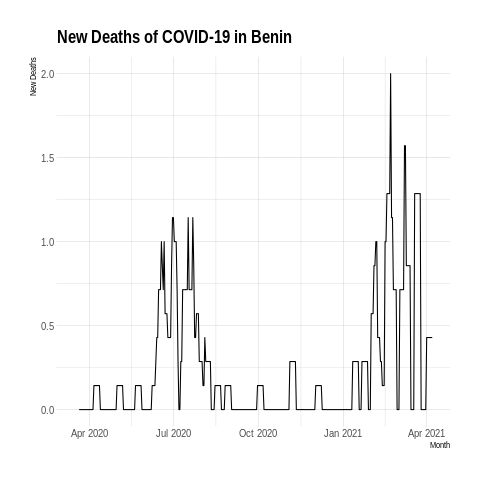 New Deaths of COVID-19 in Benin
New Deaths
2.0
1.5
1.0
0.5
0.0
Apr 2020 Jul 2020 Oct 2020 Jan 2021 Apr 2021
Month